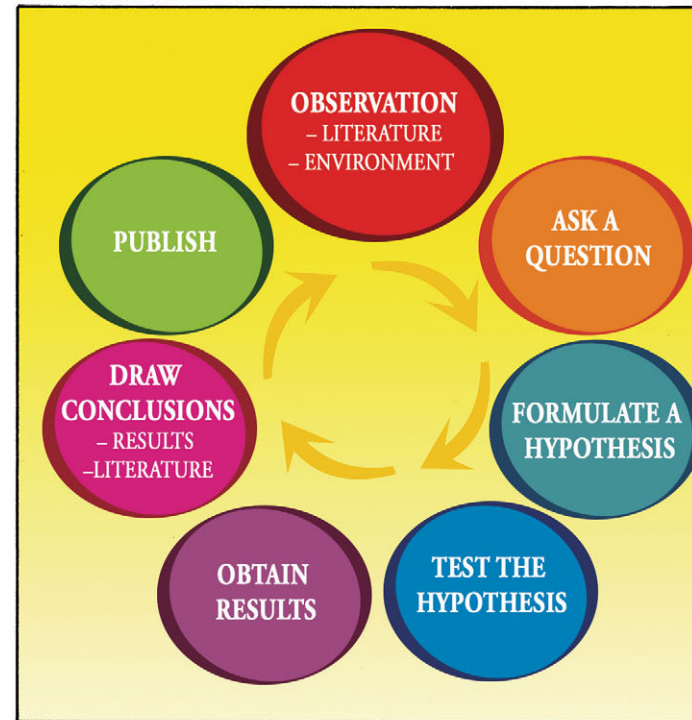 OBSERVATION
– LITERATURE
– ENVIRONMENT
ASK A
QUESTION
FORMULATE A
HYPOTHESIS
TEST THE
HYPOTHESIS
OBTAIN
RESULTS
DRAW
CONCLUSIONS
– RESULTS
–LITERATURE
PUBLISH